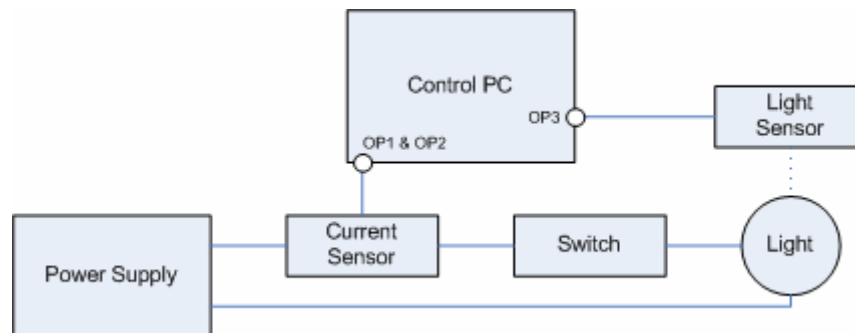 Control PC
OP3
OP1 & OP2
Light
Sensor
Power Supply
Current
Sensor
Switch
Light